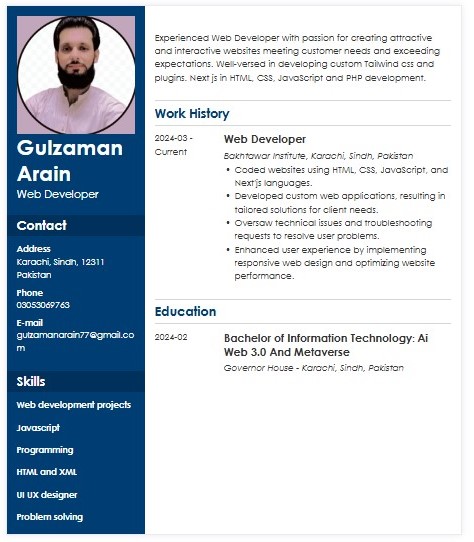 Gulzaman
Arain
Web Developer
Contact
Address
Karachi, Sindh, 12311
Pakistan
Phone
03053069763
E-mail
gulzamanarain77@gmail.co
m
Skills
Web development projects
Javascript
Programming
HTML and XML
UI UX designer
Problem solving
Experienced Web Developer with passion for creating attractive
and interactive websites meeting customer needs and exceeding
expectations. Well-versed in developing custom Tailwind css and
plugins. Next js in HTML, CSS, JavaScript and PHP development.
Work History
2024-03 -
Current
Web Developer
Bakhtawar Institute, Karachi, Sindh, Pakistan
• Coded websites using HTML, CSS, JavaScript, and
Next'js languages.
• Developed custom web applications, resulting in
tailored solutions for client needs.
• Oversaw technical issues and troubleshooting
requests to resolve user problems.
• Enhanced user experience by implementing
responsive web design and optimizing website
performance.
Education
2024-02
Bachelor of Information Technology: Ai
Web 3.0 And Metaverse
Governor House - Karachi, Sindh, Pakistan